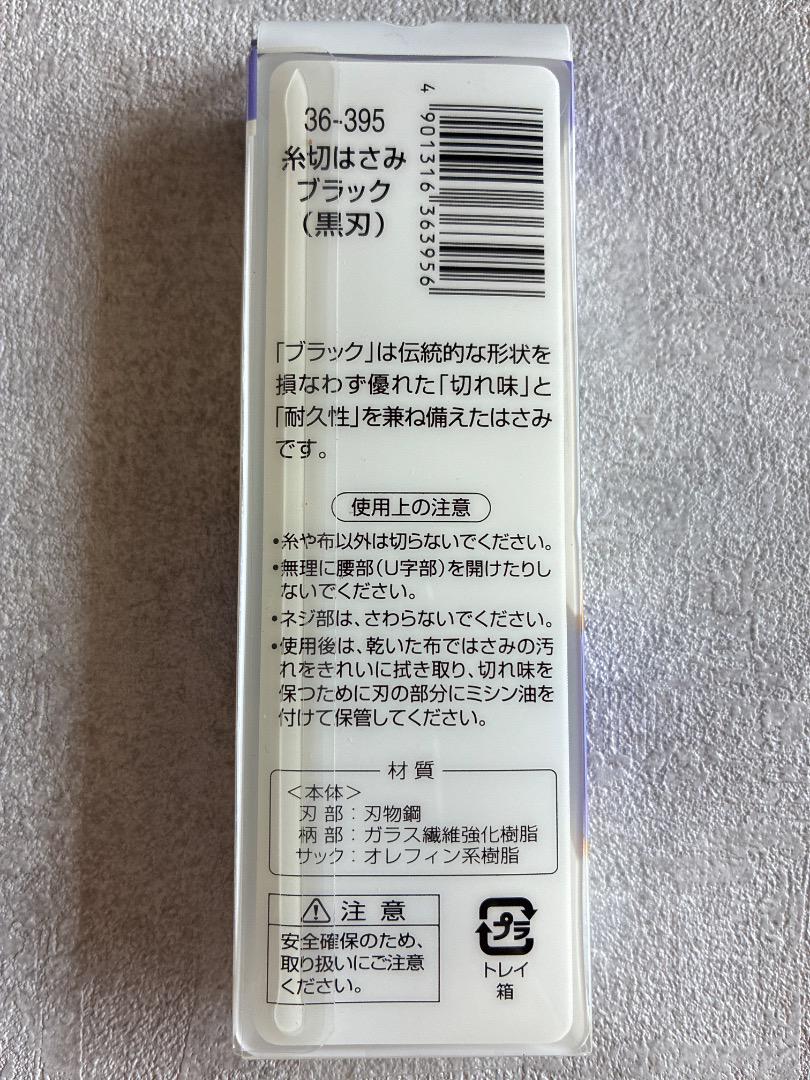 36-395
糸切はさみ
ブラック
（黒刃）
4 901316 363956
「ブラック」は伝統的な形状を
損なわず優れた「切れ味」と
「耐久性」を兼ね備えたはさみ
です。
使用上の注意
•糸や布以外は切らないでください。
•無理に腰部（U字部）を開けたりし
ないでください。
•ネジ部は、さわらないでください。
•使用後は、乾いた布ではさみの汚
れをきれいに拭き取り、切れ味を
保つために刃の部分にミシン油を
付けて保管してください。
材質
＜本体＞
刃部：刃物鋼
柄部：ガラス繊維強化樹脂
サック：オレフィン系樹脂
⚠注意
安全確保のため、
取り扱いにご注意
ください。
プラ
トレイ
箱